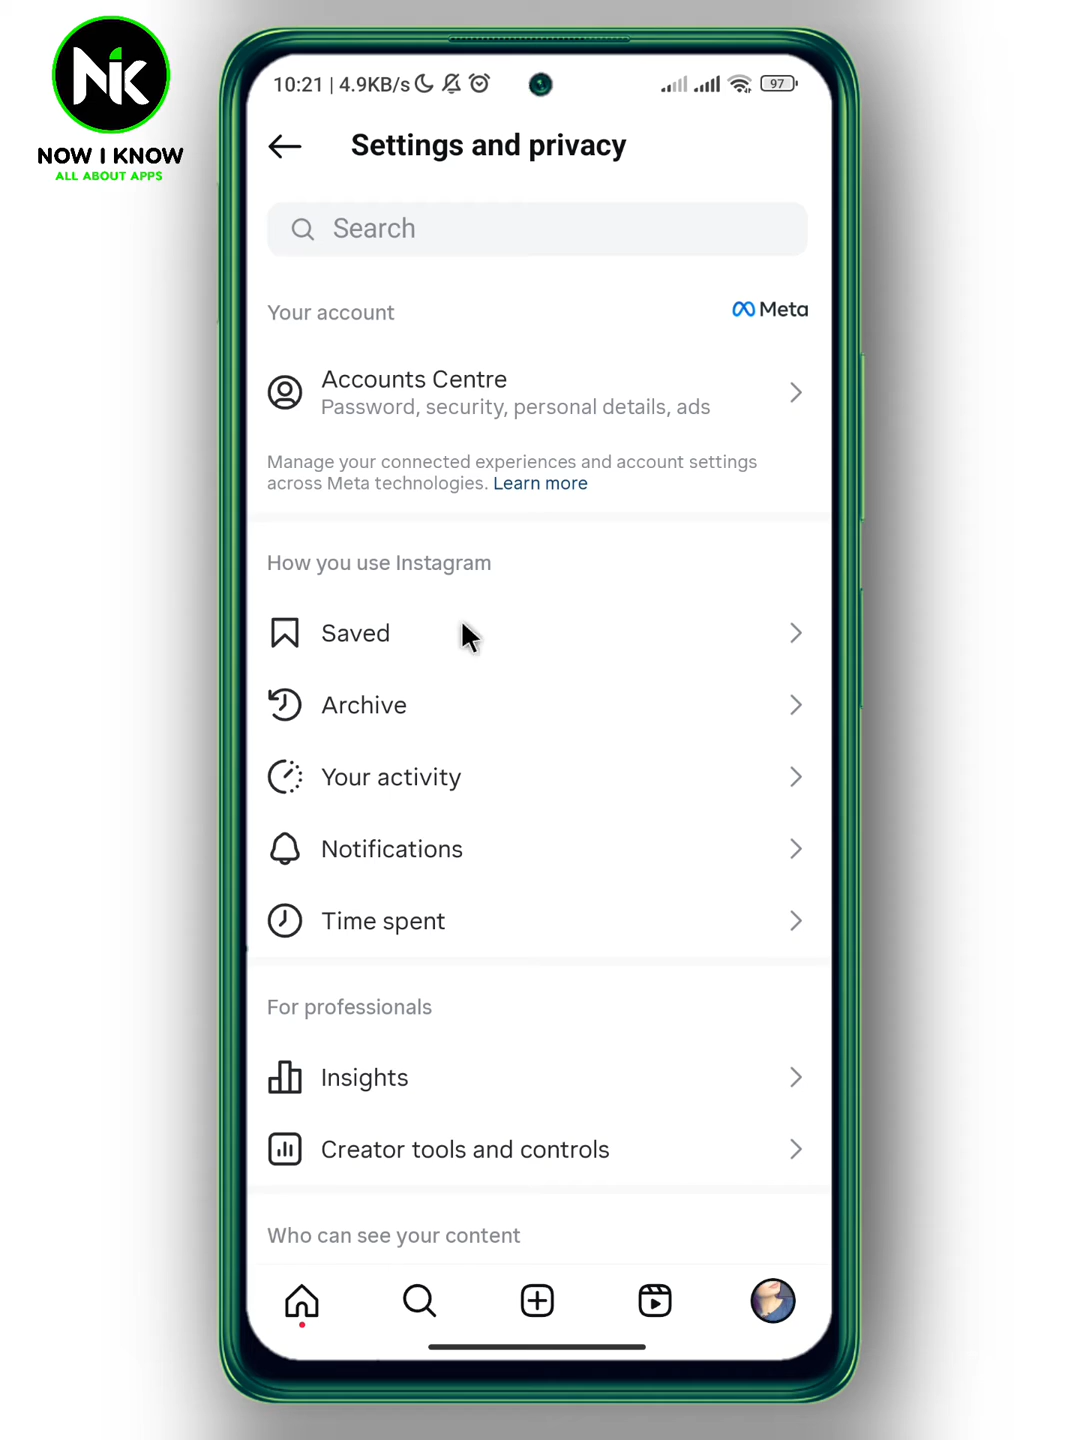 NiK
NOW I KNOW
ALL ABOUT APPS
10:21 | 4.9KB/s
97
Settings and privacy
Search
Your account
Meta
Accounts Centre
Password, security, personal details, ads
Manage your connected experiences and account settings
across Meta technologies. Learn more
How you use Instagram
Saved
Archive
Your activity
Notifications
Time spent
For professionals
Insights
Creator tools and controls
Who can see your content